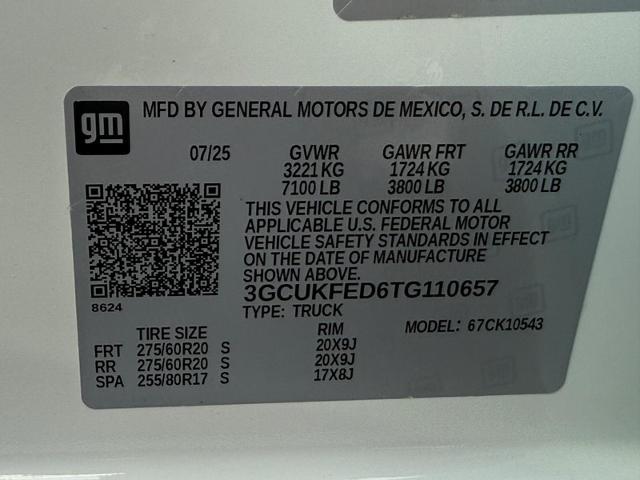 gm
MFD BY GENERAL MOTORS DE MEXICO, S. DE R.L. DE C.V.
07/25 GVWR GAWR FRT GAWR RR
3221 KG 1724 KG 1724 KG
7100 LB 3800 LB 3800 LB
THIS VEHICLE CONFORMS TO ALL
APPLICABLE U.S. FEDERAL MOTOR
VEHICLE SAFETY STANDARDS IN EFFECT
ON THE DATE OF MANUFACTURE
SHOWN ABOVE.
3GCUKFED6TG110657
8624
TYPE: TRUCK
TIRE SIZE RIM MODEL: 67CK10543
FRT 275/60R20 S 20X9J
RR 275/60R20 S 20X9J
SPA 255/80R17 S 17X8J